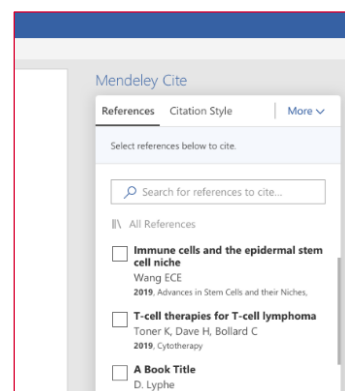 Mendeley Cite
References Citation Style More
Select references below to cite.
Search for references to cite...
All References
Immune cells and the epidermal stem
cell niche
Wang ECE
2019, Advances in Stem Cells and their Niches,
T-cell therapies for T-cell lymphoma
Toner K, Dave H, Bollard C
2019, Cytotherapy
A Book Title
D. Lyphe